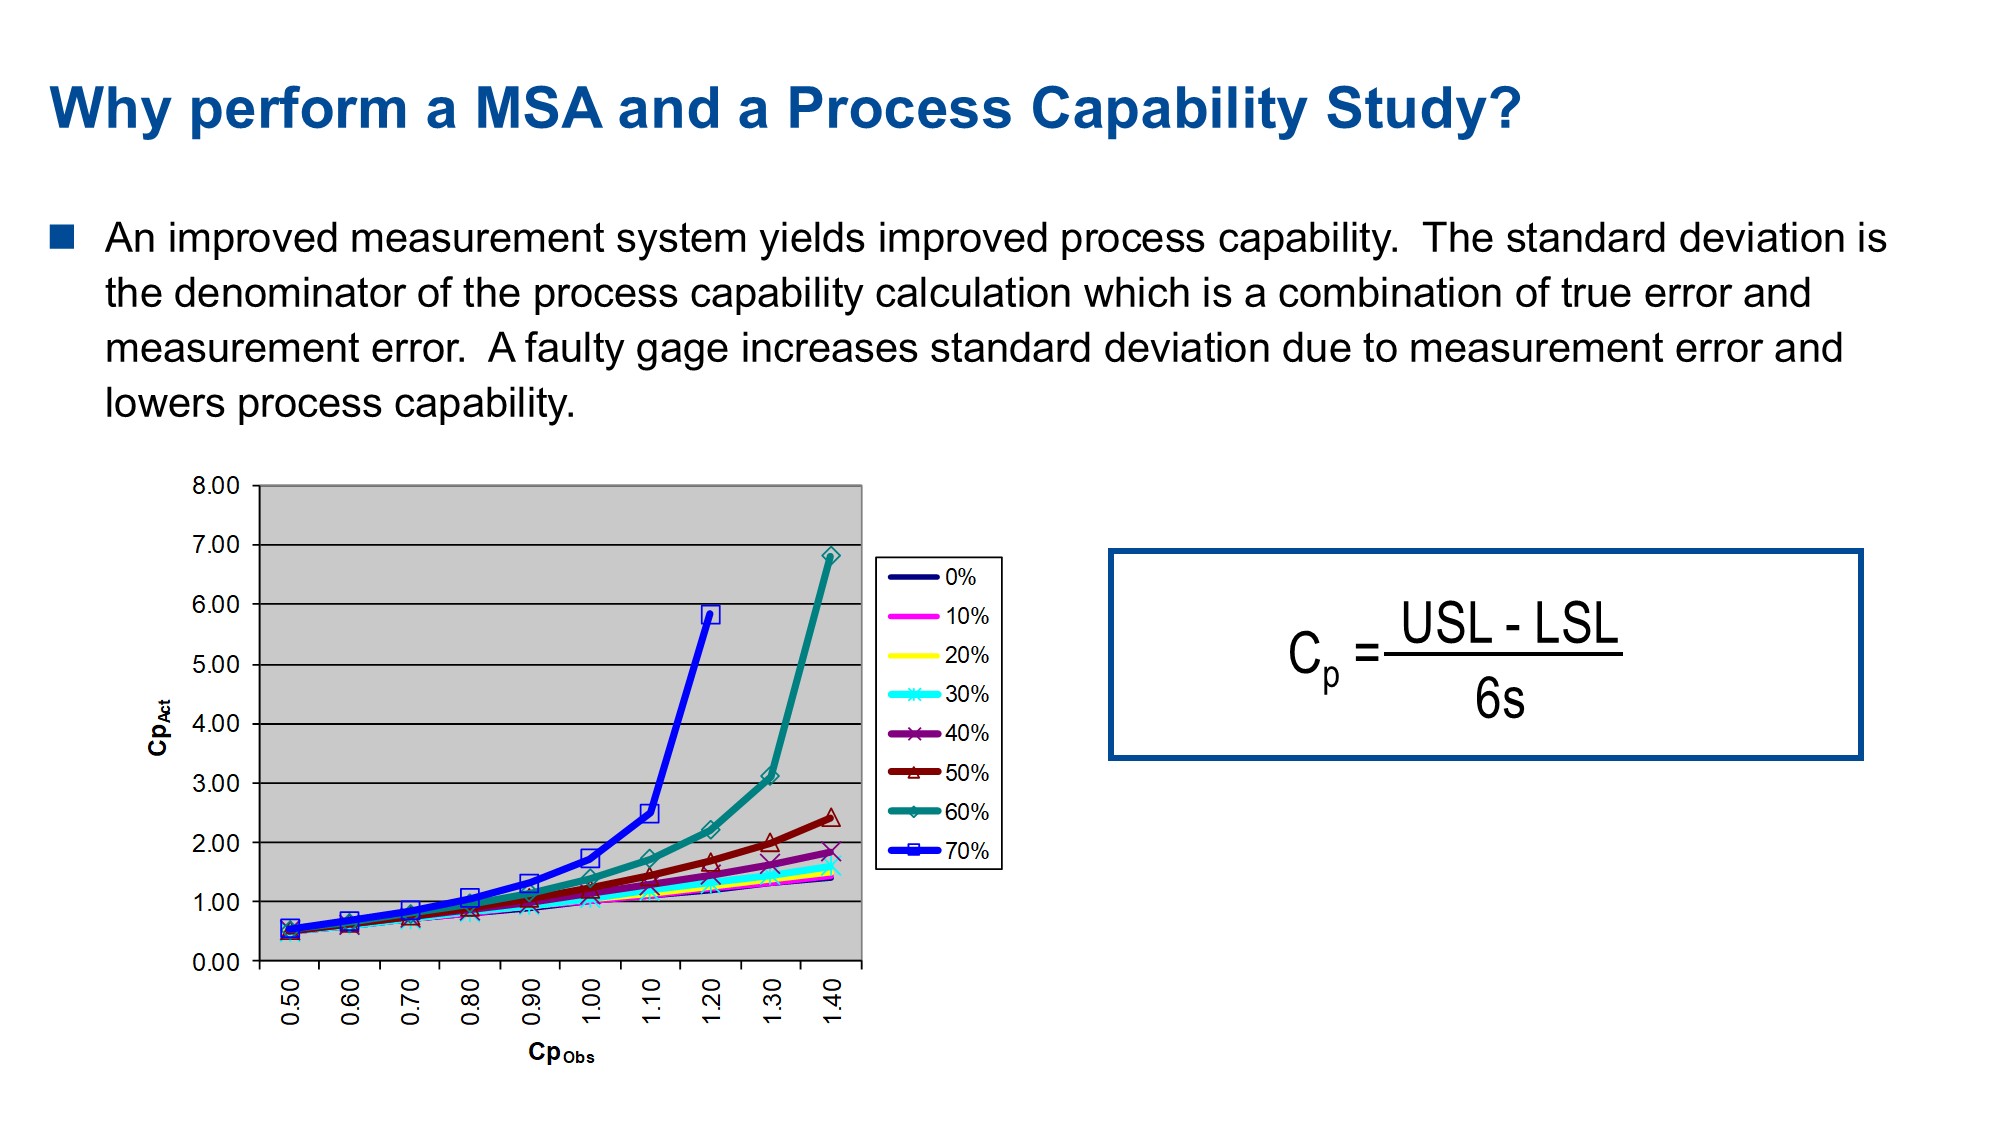 Why perform a MSA and a Process Capability Study?
An improved measurement system yields improved process capability.  The standard deviation is
the denominator of the process capability calculation which is a combination of true error and
measurement error.  A faulty gage increases standard deviation due to measurement error and
lowers process capability.
8.00
7.00
6.00
5.00
4.00
3.00
2.00
1.00
0.00
CpAct
0.50 0.60 0.70 0.80 0.90 1.00 1.10 1.20 1.30 1.40
CpObs
0%
10%
20%
30%
40%
50%
60%
70%
Cp = USL - LSL
6s